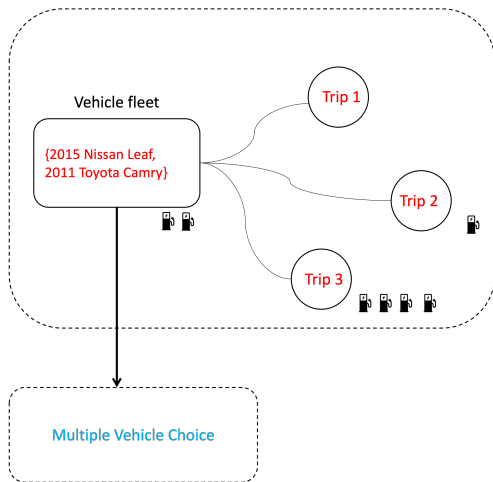 Vehicle fleet
Trip 1
{2015 Nissan Leaf,
2011 Toyota Camry}
Trip 2
Trip 3
Multiple Vehicle Choice